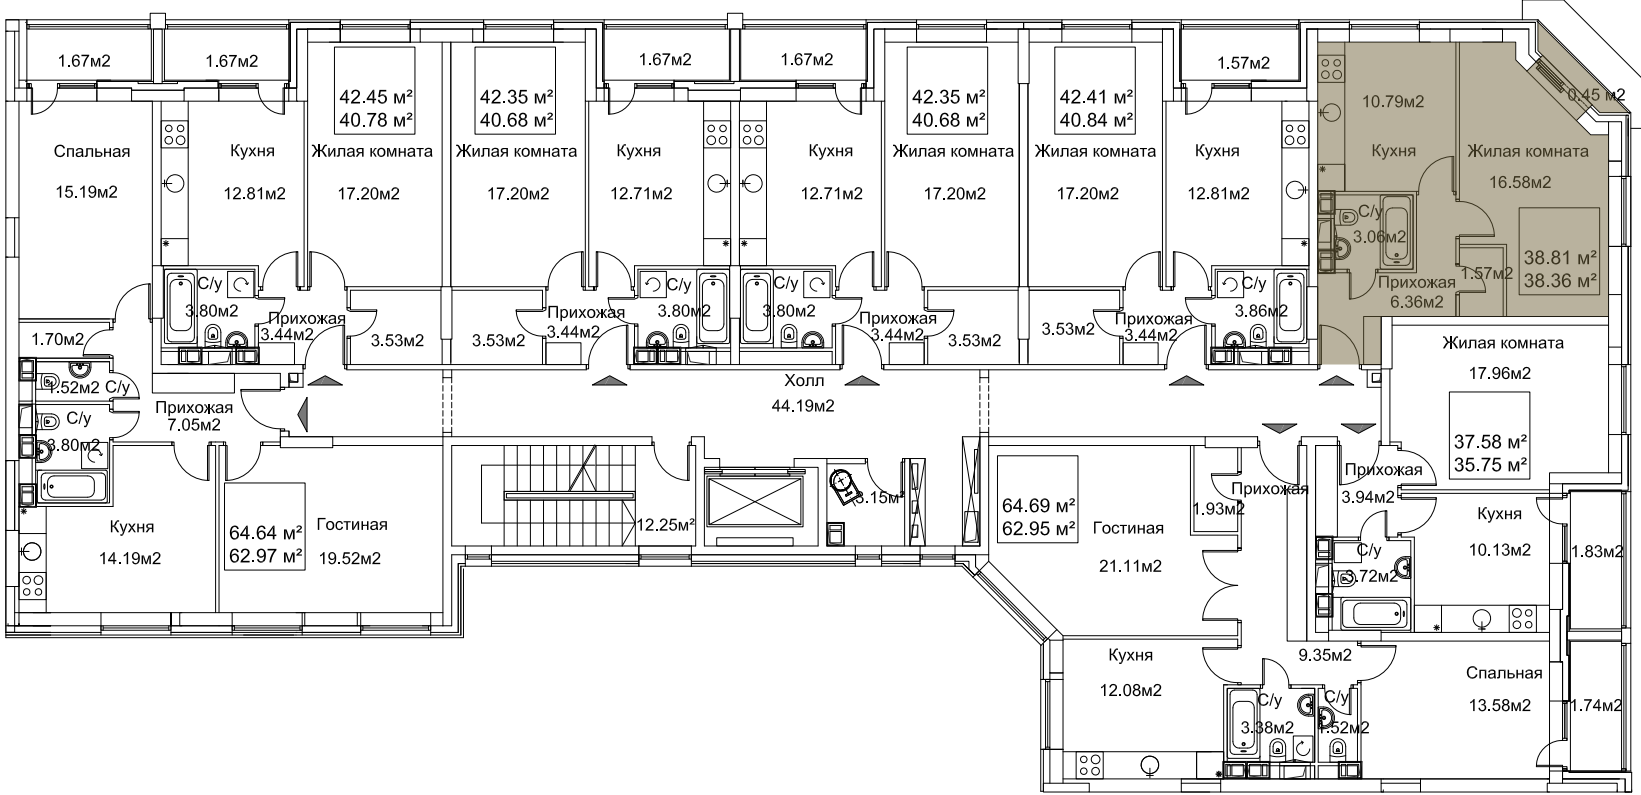 1.67м2
1.67м2
42.45 м²
40.78 м²
42.35 м²
40.68 м²
1.67м2
1.67м2
42.35 м²
40.68 м²
42.41 м²
40.84 м²
1.57м2
10.79м2
0.45 м2
Спальная
15.19м2
Кухня
12.81м2
Жилая комната
17.20м2
Жилая комната
17.20м2
Кухня
12.71м2
Кухня
12.71м2
Жилая комната
17.20м2
Жилая комната
17.20м2
Кухня
12.81м2
Кухня
Жилая комната
16.58м2
С/у
3.06м2
38.81 м²
38.36 м²
1.57м2
Прихожая
6.36м2
С/у
3.80м2
Прихожая
3.44м2
3.53м2
3.53м2
Прихожая
3.44м2
С/у
3.80м2
С/у
3.80м2
Прихожая
3.44м2
3.53м2
3.53м2
Прихожая
3.44м2
С/у
3.86м2
1.70м2
1.52м2
С/у
С/у
3.80м2
Прихожая
7.05м2
Холл
44.19м2
Жилая комната
17.96м2
37.58 м²
35.75 м²
Прихожая
3.94м2
Кухня
14.19м2
64.64 м²
62.97 м²
Гостиная
19.52м2
12.25м²
3.15м²
64.69 м²
62.95 м²
Прихожая
1.93м2
Гостиная
21.11м2
Кухня
10.13м2
С/у
.72м2
1.83м2
Кухня
12.08м2
9.35м2
Спальная
13.58м2
1.74м2
С/у
3.38м2
С/у
1.52м2